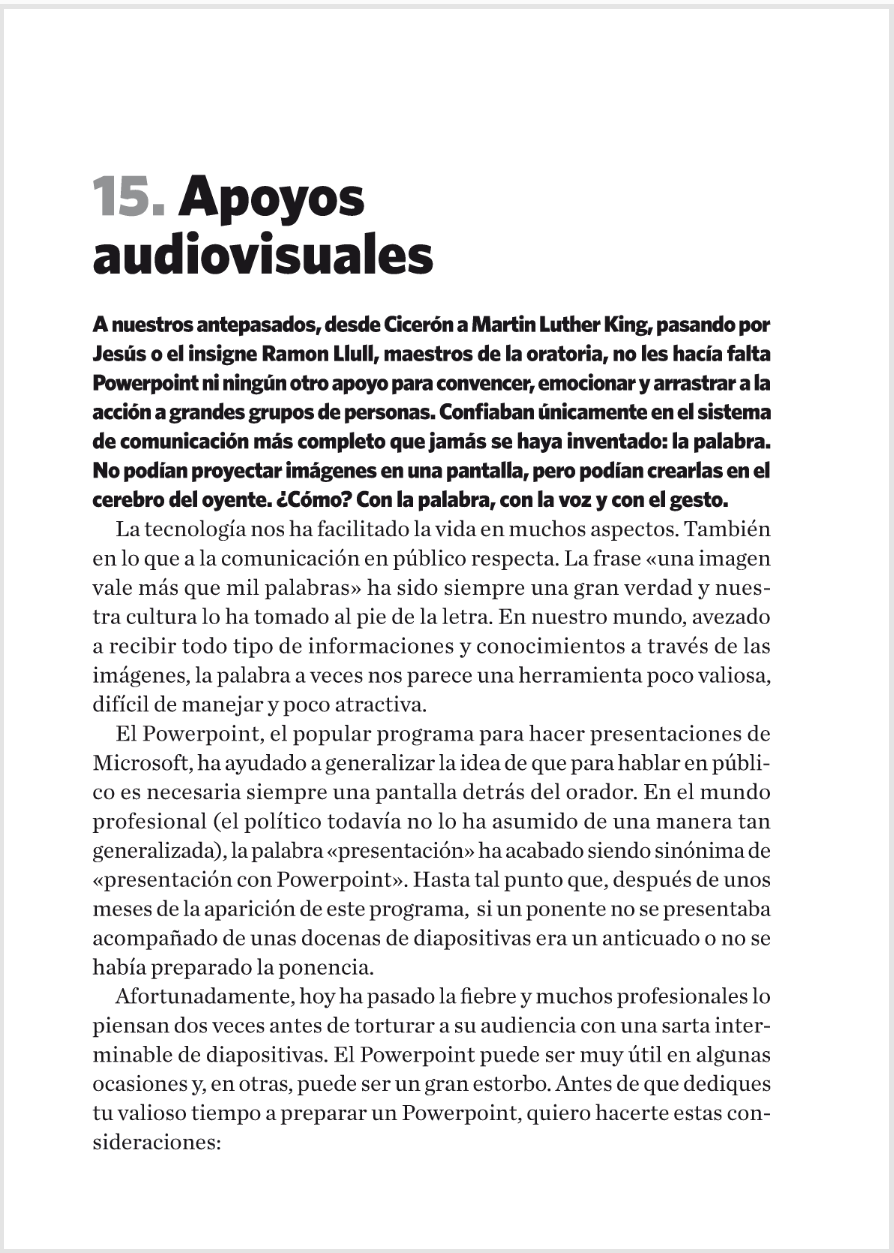 15. Apoyos
audiovisuales
A nuestros antepasados, desde Cicerón a Martin Luther King, pasando por
Jesús o el insigne Ramon Llull, maestros de la oratoria, no les hacía falta
Powerpoint ni ningún otro apoyo para convencer, emocionar y arrastrar a la
acción a grandes grupos de personas. Confiaban únicamente en el sistema
de comunicación más completo que jamás se haya inventado: la palabra.
No podían proyectar imágenes en una pantalla, pero podían crearlas en el
cerebro del oyente. ¿Cómo? Con la palabra, con la voz y con el gesto.
La tecnología nos ha facilitado la vida en muchos aspectos. También
en lo que a la comunicación en público respecta. La frase «una imagen
vale más que mil palabras» ha sido siempre una gran verdad y nues-
tra cultura lo ha tomado al pie de la letra. En nuestro mundo, avezado
a recibir todo tipo de informaciones y conocimientos a través de las
imágenes, la palabra a veces nos parece una herramienta poco valiosa,
difícil de manejar y poco atractiva.
El Powerpoint, el popular programa para hacer presentaciones de
Microsoft, ha ayudado a generalizar la idea de que para hablar en públi-
co es necesaria siempre una pantalla detrás del orador. En el mundo
profesional (el político todavía no lo ha asumido de una manera tan
generalizada), la palabra «presentación» ha acabado siendo sinónima de
«presentación con Powerpoint». Hasta tal punto que, después de unos
meses de la aparición de este programa, si un ponente no se presentaba
acompañado de unas docenas de diapositivas era un anticuado o no se
había preparado la ponencia.
Afortunadamente, hoy ha pasado la fiebre y muchos profesionales lo
piensan dos veces antes de torturar a su audiencia con una sarta inter-
minable de diapositivas. El Powerpoint puede ser muy útil en algunas
ocasiones y, en otras, puede ser un gran estorbo. Antes de que dediques
tu valioso tiempo a preparar un Powerpoint, quiero hacerte estas con-
sideraciones: